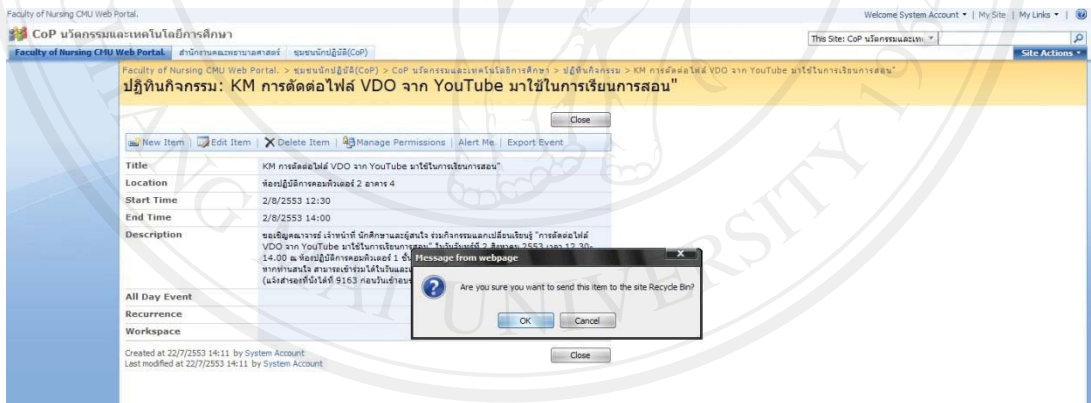 Faculty of Nursing CMU Web Portal.
Welcome System Account | My Site | My Links
CoP นวัตกรรมและเทคโนโลยีการศึกษา
This Site: CoP นวัตกรรมและเท
Faculty of Nursing CMU Web Portal. สำนักงานคณะพยาบาลศาสตร์ ชุมชนนักปฏิบัติ(CoP)
Site Actions
Faculty of Nursing CMU Web Portal. > ชุมชนนักปฏิบัติ(CoP) > CoP นวัตกรรมและเทคโนโลยีการศึกษา > ปฏิทินกิจกรรม > KM การตัดต่อไฟล์ VDO จาก YouTube มาใช้ในการเรียนการสอน"
ปฏิทินกิจกรรม: KM การตัดต่อไฟล์ VDO จาก YouTube มาใช้ในการเรียนการสอน"
Close
New Item | Edit Item | Delete Item | Manage Permissions | Alert Me | Export Event
Title KM การตัดต่อไฟล์ VDO จาก YouTube มาใช้ในการเรียนการสอน"
Location ห้องปฏิบัติการคอมพิวเตอร์ 2 อาคาร 4
Start Time 2/8/2553 12:30
End Time 2/8/2553 14:00
Description ขอเชิญคณาจารย์ เจ้าหน้าที่ นักศึกษาและผู้สนใจ ร่วมกิจกรรมแลกเปลี่ยนเรียนรู้ "การตัดต่อไฟล์
VDO จาก YouTube มาใช้ในการเรียนการสอน" ในวันจันทร์ที่ 2 สิงหาคม 2553 เวลา 12.30-
14.00 ณ ห้องปฏิบัติการคอมพิวเตอร์ 1 ชั้น
หากท่านสนใจ สามารถเข้าร่วมได้ในวันและ
(แจ้งสำรองที่นั่งได้ที่ 9163 ก่อนวันเข้าอบร
Message from webpage
X
Are you sure you want to send this item to the site Recycle Bin?
OK Cancel
All Day Event
Recurrence
Workspace
Created at 22/7/2553 14:11 by System Account
Close
Last modified at 22/7/2553 14:11 by System Account